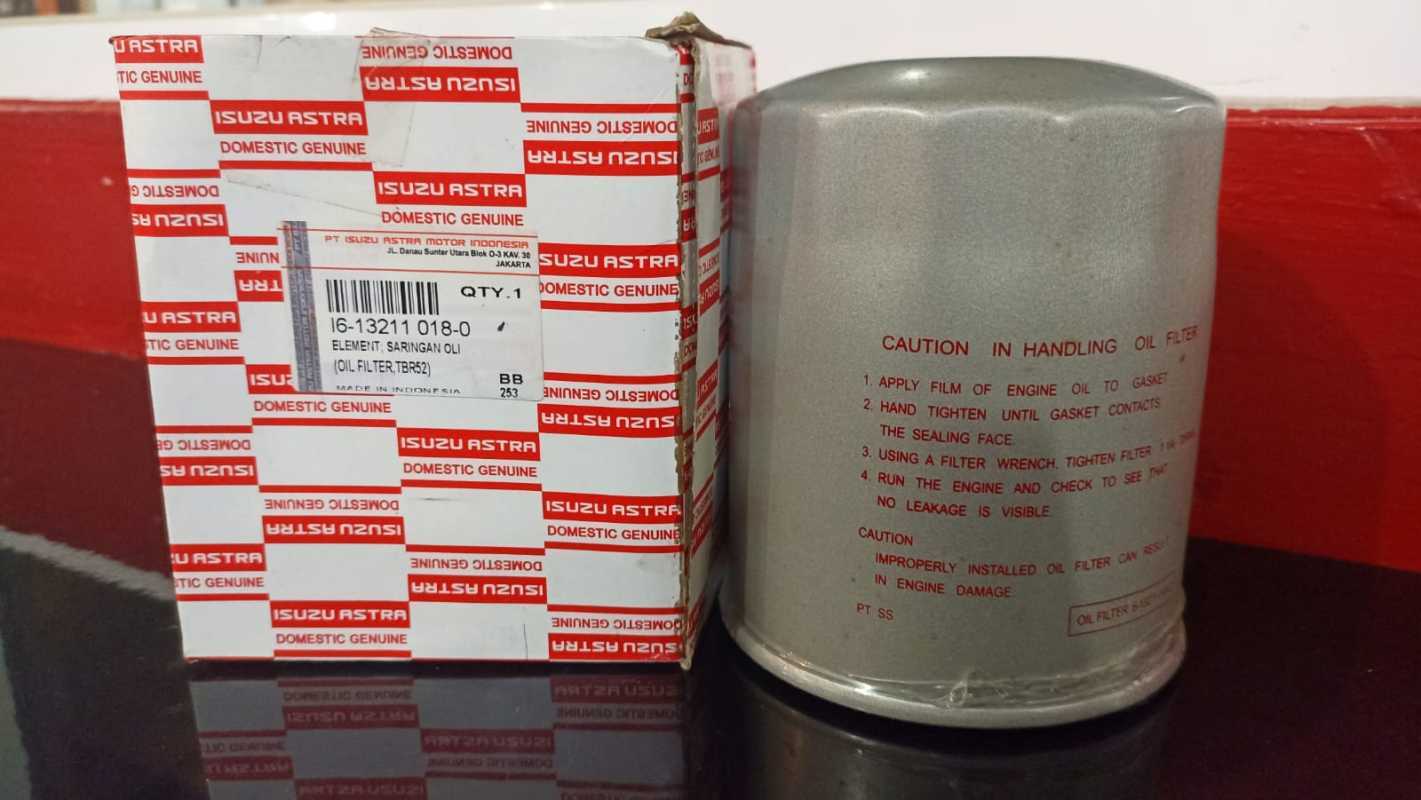 ISUZU ASTRA
DOMESTIC GENUINE
PT ISUZU ASTRA MOTOR INDONESIA
JL. Danau Sunter Utara Blok O-3 KAV. 30
JAKARTA
QTY.1
I6-13211 018-0
ELEMENT, SARINGAN OLI
(OIL FILTER,TBR52)
BB
MADE IN INDONESIA
253
CAUTION IN HANDLING OIL FILTER
1. APPLY FILM OF ENGINE OIL TO GASKET
2. HAND TIGHTEN UNTIL GASKET CONTACTS
THE SEALING FACE.
3. USING A FILTER WRENCH, TIGHTEN FILTER
4. RUN THE ENGINE AND CHECK TO SEE THAT
NO LEAKAGE IS VISIBLE.
CAUTION
IMPROPERLY INSTALLED OIL FILTER CAN RESULT
IN ENGINE DAMAGE
PT SS
OIL FILTER